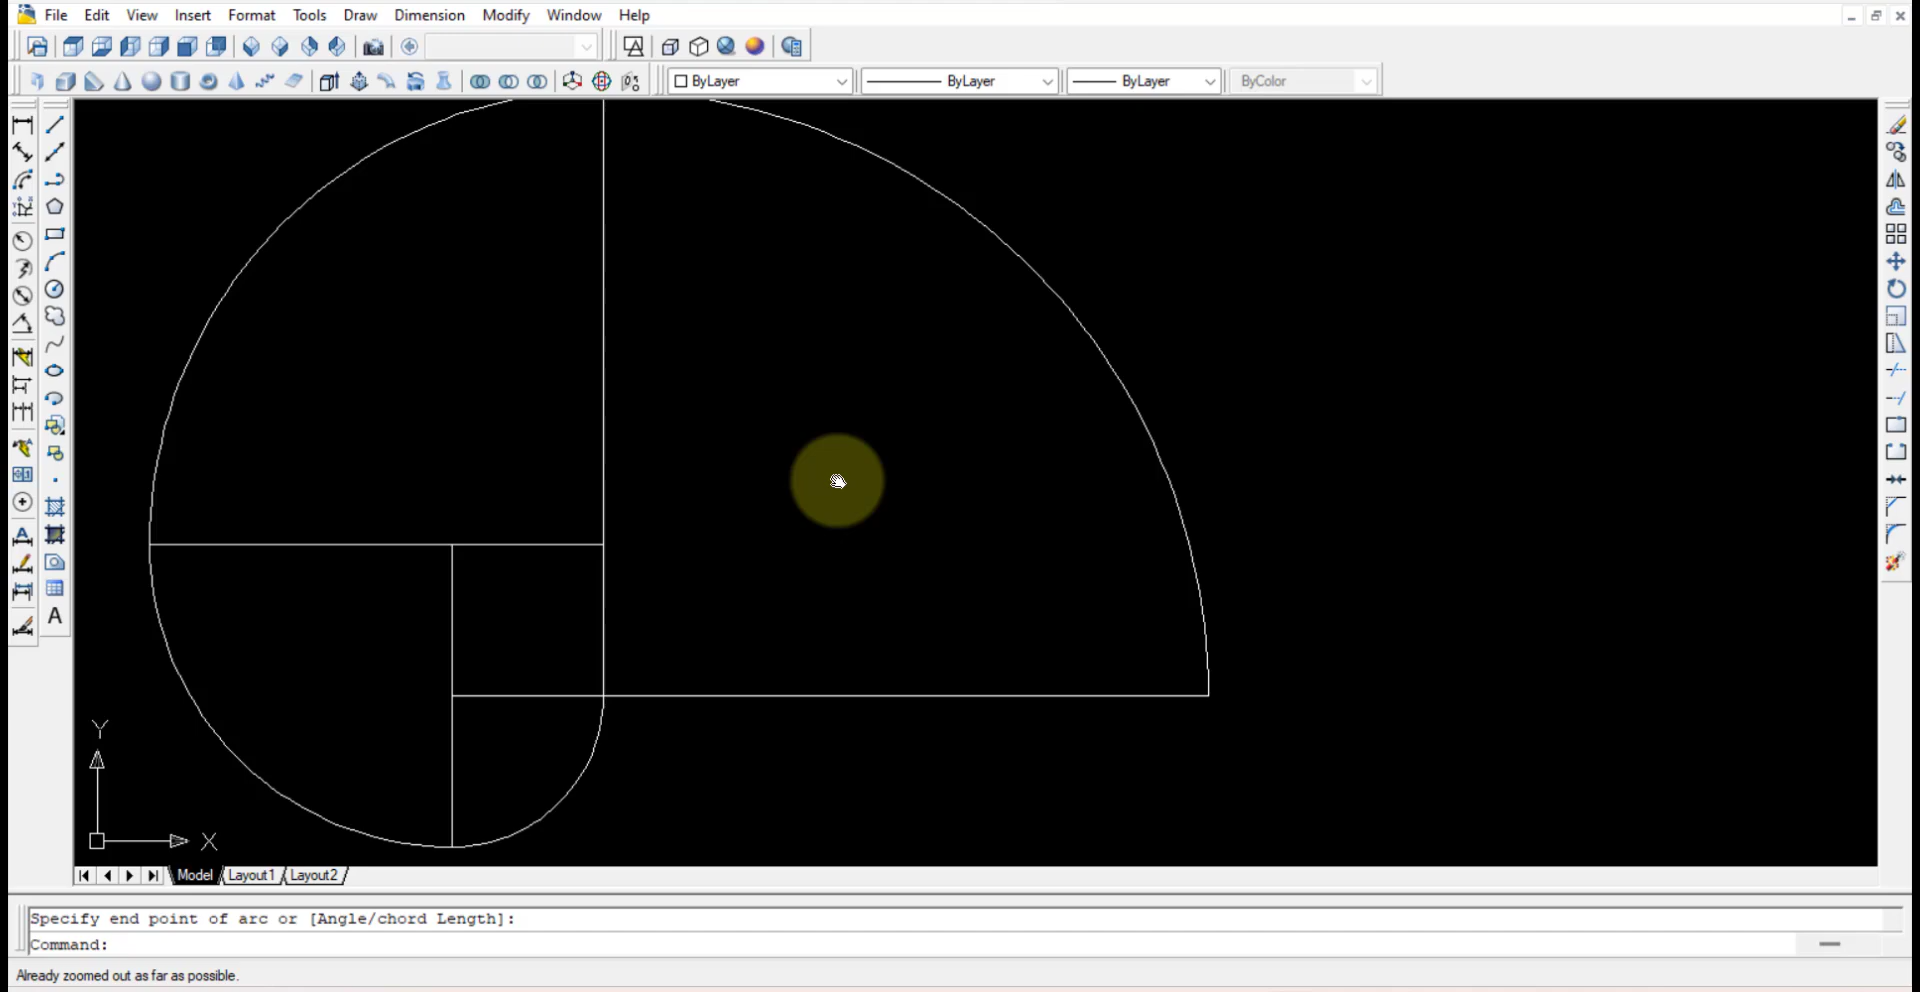 File Edit View Insert Format Tools Draw Dimension Modify Window Help
ByLayer ByLayer ByLayer ByColor
A
Y
X
Model Layout1 Layout2
Specify end point of arc or [Angle/chord Length]:
Command:
Already zoomed out as far as possible.